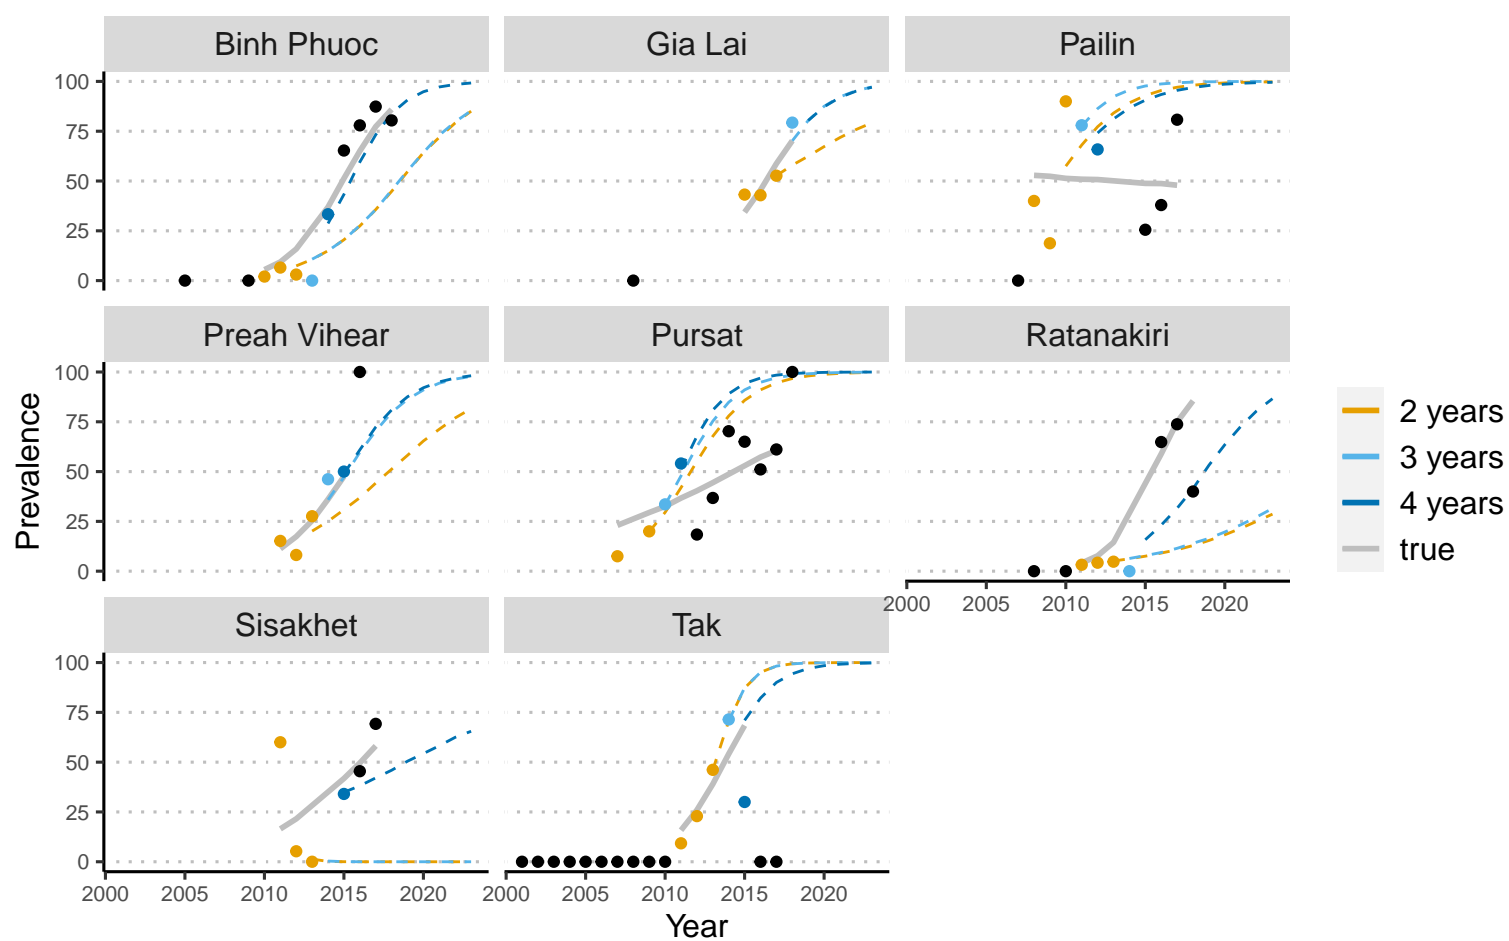 Binh Phuoc Gia Lai Pailin
100
75
50
25
0
Preah Vihear Pursat Ratanakiri
100
75
50
25
0
2000 2005 2010 2015 2020
Sisakhet Tak
100
75
50
25
0
2000 2005 2010 2015 2020 2000 2005 2010 2015 2020
Year
Prevalence
2 years
3 years
4 years
true